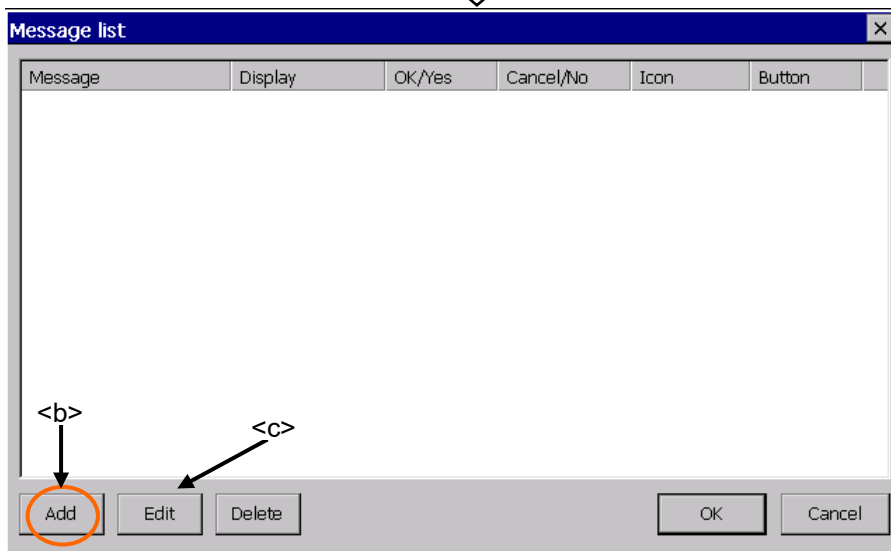 Message list
Message Display OK/Yes Cancel/No Icon Button
<b>
<c>
Add Edit Delete OK Cancel